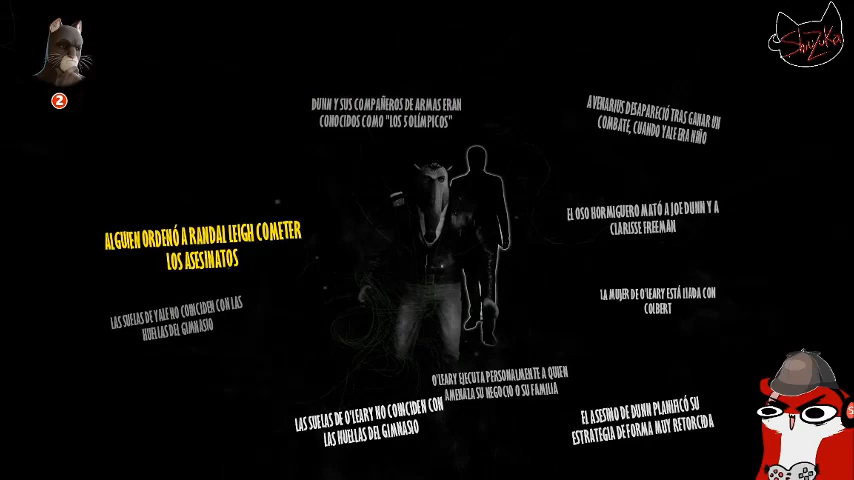 Shizuka
2
DUNN Y SUS COMPAÑEROS DE ARMAS ERAN
CONOCIDOS COMO "LOS 5 OLÍMPICOS"
AVENARIUS DESAPARECIÓ TRAS GANAR UN
COMBATE, CUANDO YALE ERA NIÑO
ALGUIEN ORDENÓ A RANDAL LEIGH COMETER
LOS ASESINATOS
EL OSO HORMIGUERO MATÓ A JOE DUNN Y A
CLARISSE FREEMAN
LAS SUELAS DE YALE NO COINCIDEN CON LAS
HUELLAS DEL GIMNASIO
LA MUJER DE O'LEARY ESTÁ LIADA CON
COLBERT
O'LEARY EJECUTA PERSONALMENTE A QUIEN
AMENAZA SU NEGOCIO O SU FAMILIA
LAS SUELAS DE O'LEARY NO COINCIDEN CON
LAS HUELLAS DEL GIMNASIO
EL ASESINO DE DUNN PLANIFICÓ SU
ESTRATEGIA DE FORMA MUY RETORCIDA